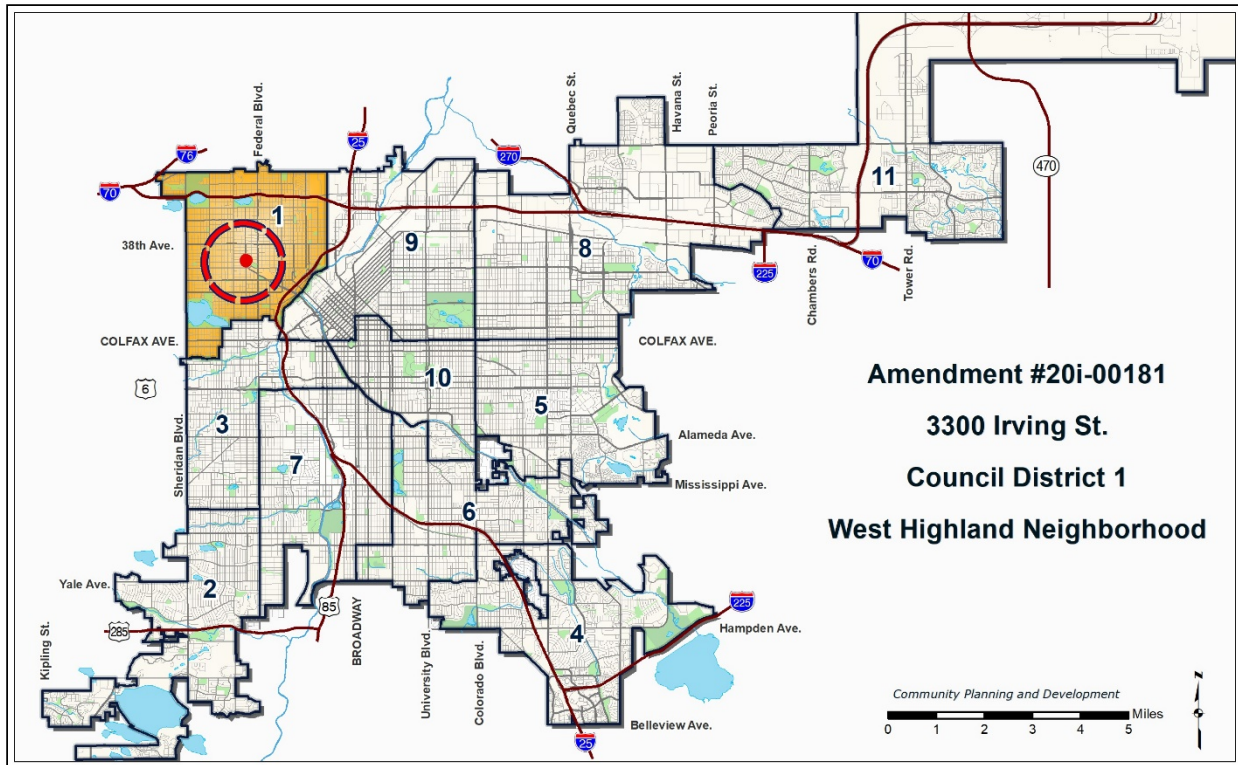 Federal Blvd.
25
Quebec St.
Havana St.
Peoria St.
76
270
70
1
11
470
38th Ave.
9
8
225
70
Chambers Rd.
Tower Rd.
COLFAX AVE.
COLFAX AVE.
6
10
5
Amendment #20i-00181
3300 Irving St.
Council District 1
West Highland Neighborhood
3
Sheridan Blvd.
7
Alameda Ave.
Mississippi Ave.
6
Yale Ave.
2
85
BROADWAY
285
University Blvd.
Colorado Blvd.
4
225
Hampden Ave.
Kipling St.
Belleview Ave.
25
Community Planning and Development
Miles
0 1 2 3 4 5
N